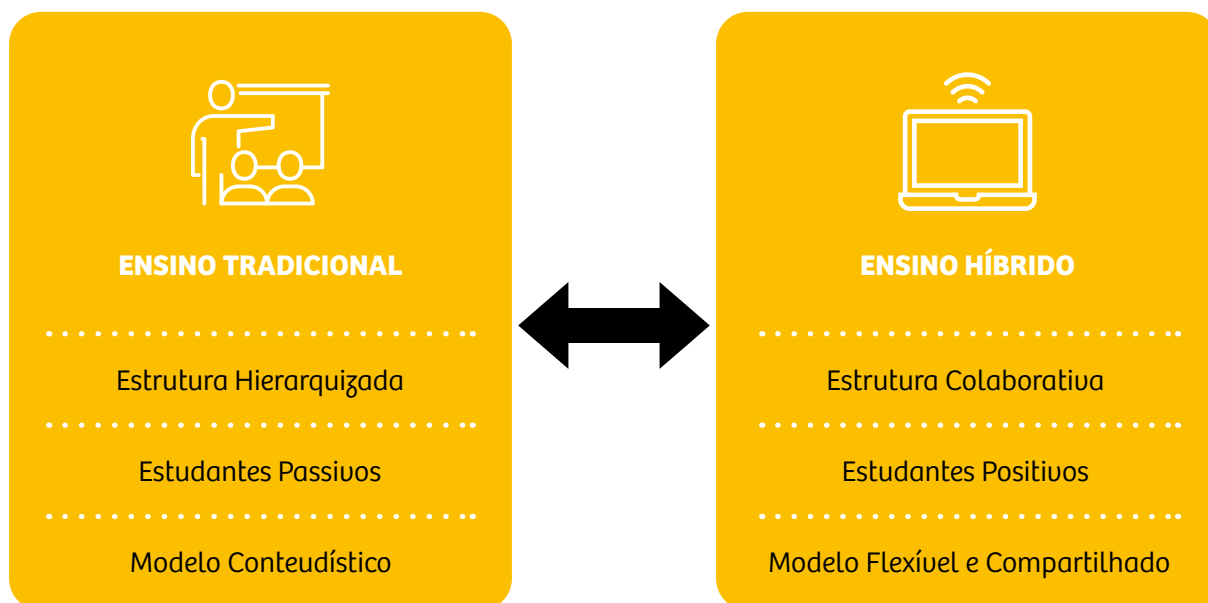 ENSINO TRADICIONAL
Estrutura Hierarquizada
Estudantes Passivos
Modelo Conteudístico
ENSINO HÍBRIDO
Estrutura Colaborativa
Estudantes Positivos
Modelo Flexível e Compartilhado